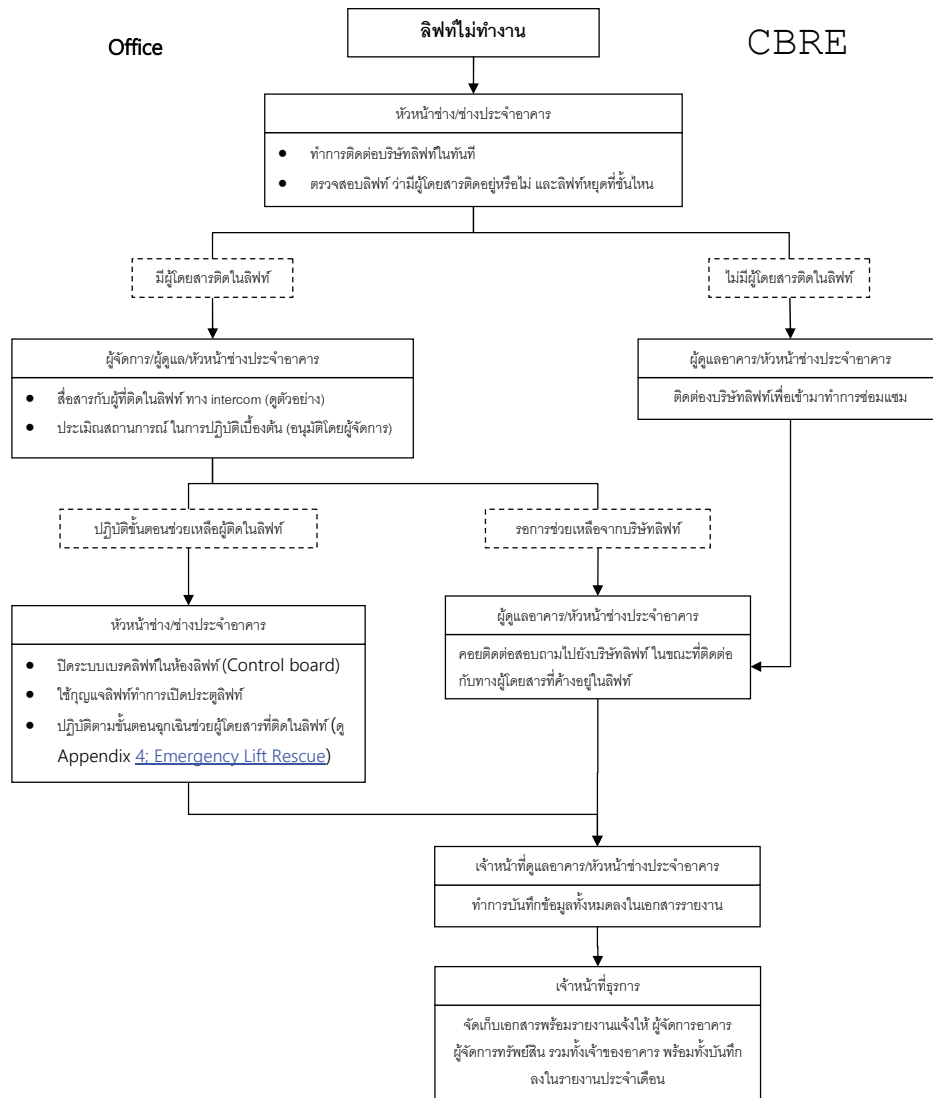 Office
ลิฟท์ไม่ทำงาน
CBRE
หัวหน้าช่าง/ช่างประจำอาคาร
● ทำการติดต่อบริษัทลิฟท์ในทันที
● ตรวจสอบลิฟท์ ว่ามีผู้โดยสารติดอยู่หรือไม่ และลิฟท์หยุดที่ชั้นไหน
มีผู้โดยสารติดในลิฟท์
ไม่มีผู้โดยสารติดในลิฟท์
ผู้จัดการ/ผู้ดูแล/หัวหน้าช่างประจำอาคาร
● สื่อสารกับผู้ที่ติดในลิฟท์ ทาง intercom (ดูตัวอย่าง)
● ประเมิณสถานการณ์ ในการปฏิบัติเบื้องต้น (อนุมัติโดยผู้จัดการ)
ผู้ดูแลอาคาร/หัวหน้าช่างประจำอาคาร
ติดต่องบริษัทลิฟท์เพื่อเข้ามาทำการซ่อมแซม
ปฏิบัติขั้นตอนช่วยเหลือผู้ติดในลิฟท์
รอการช่วยเหลือจากบริษัทลิฟท์
หัวหน้าช่าง/ช่างประจำอาคาร
● ปิดระบบเบรคลิฟท์ในห้องลิฟท์ (Control board)
● ใช้กุญแจลิฟท์ทำการเปิดประตูลิฟท์
● ปฏิบัติตามขั้นตอนฉุกเฉินช่วยผู้โดยสารที่ติดในลิฟท์ (ดู
Appendix 4; Emergency Lift Rescue)
ผู้ดูแลอาคาร/หัวหน้าช่างประจำอาคาร
คอยติดต่อสอบถามไปยังบริษัทลิฟท์ ในขณะที่ติดต่อ
กับทางผู้โดยสารที่ค้างอยู่ในลิฟท์
เจ้าหน้าที่ดูแลอาคาร/หัวหน้าช่างประจำอาคาร
ทำการบันทึกข้อมูลทั้งหมดลงในเอกสารรายงาน
เจ้าหน้าที่ธุรการ
จัดเก็บเอกสารพร้อมรายงานแจ้งให้ ผู้จัดการอาคาร
ผู้จัดการทรัพย์สิน รวมทั้งเจ้าของอาคาร พร้อมทั้งบันทึก
ลงในรายงานประจำเดือน